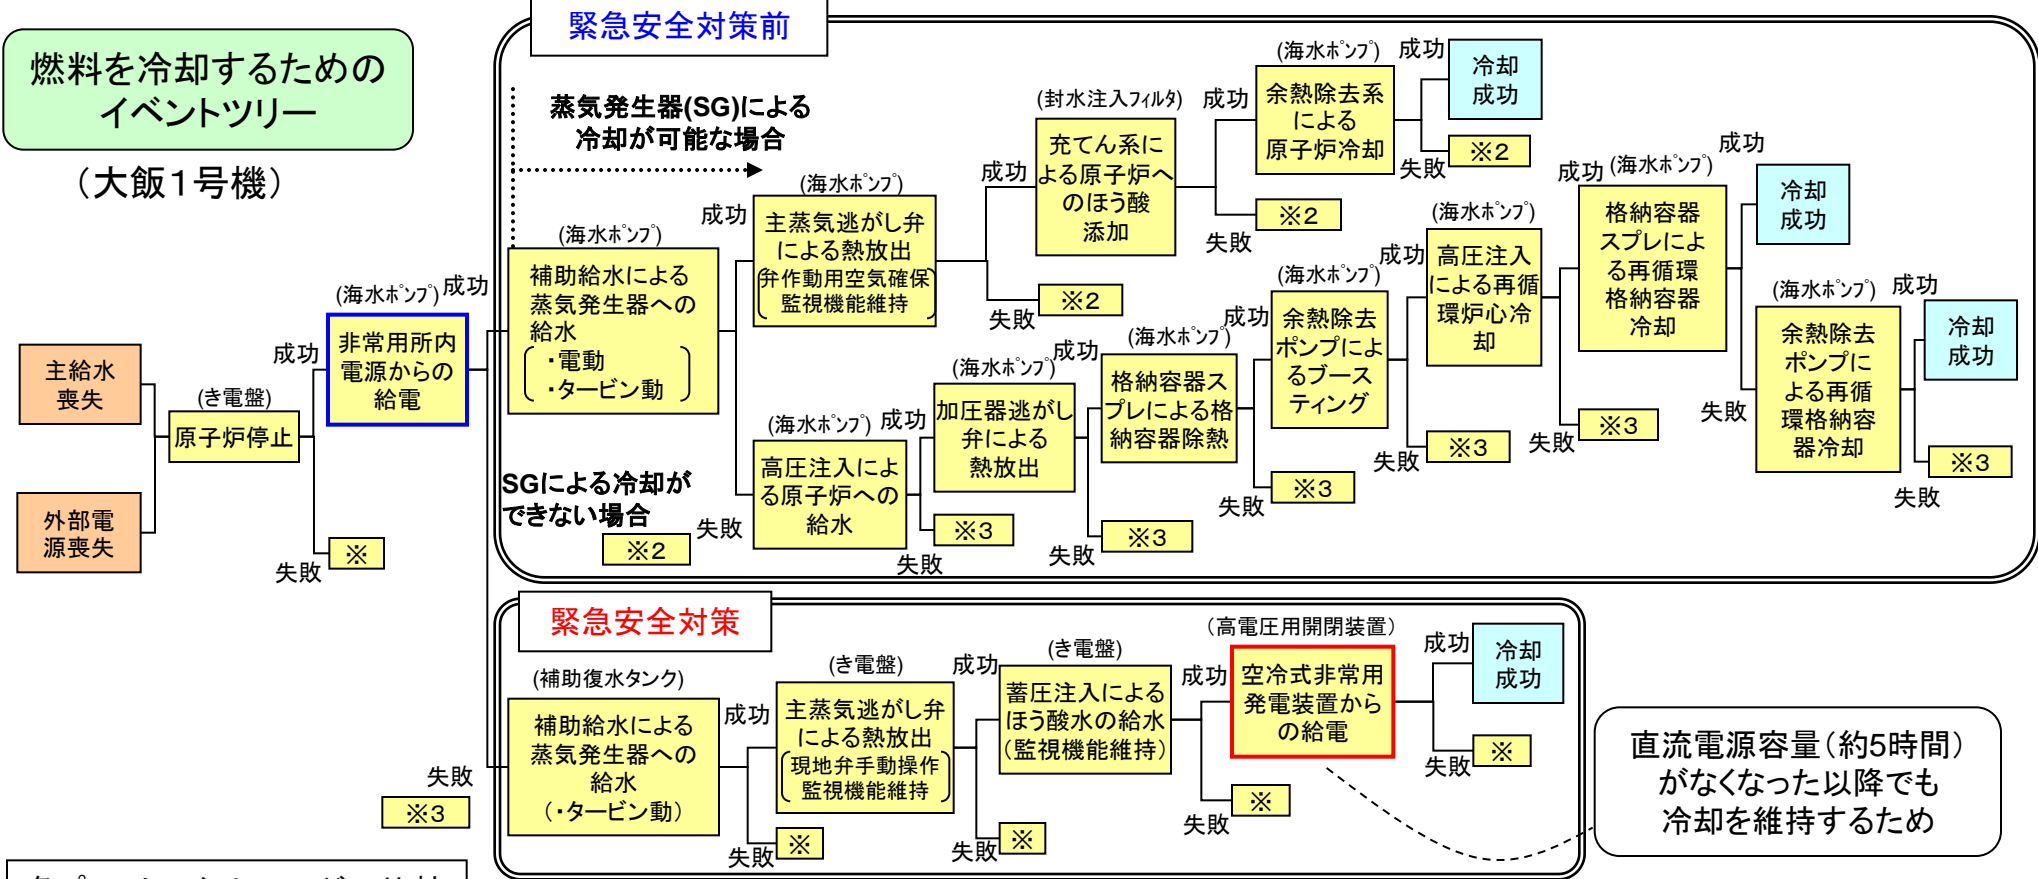 緊急安全対策前
燃料を冷却するための
イベントツリー
（大飯１号機）
蒸気発生器(SG)による
冷却が可能な場合
(海水ﾎﾟﾝﾌﾟ)
補助給水による
蒸気発生器への
給水
・電動
・タービン動
成功
(海水ﾎﾟﾝﾌﾟ)
主蒸気逃がし弁
による熱放出
弁作動用空気確保
監視機能維持
成功
失敗
※２
(封水注入ﾌｨﾙﾀ)
充てん系に
よる原子炉へ
のほう酸
添加
成功
失敗
※２
(海水ﾎﾟﾝﾌﾟ)
余熱除去系
による
原子炉冷却
成功
冷却
成功
失敗
※２
主給水
喪失
外部電
源喪失
(き電盤)
原子炉停止
成功
失敗
※
(海水ﾎﾟﾝﾌﾟ)
非常用所内
電源からの
給電
成功
SGによる冷却が
できない場合
※２
失敗
(海水ﾎﾟﾝﾌﾟ)
高圧注入によ
る原子炉への
給水
成功
失敗
※３
(海水ﾎﾟﾝﾌﾟ)
加圧器逃がし
弁による
熱放出
成功
失敗
※３
(海水ﾎﾟﾝﾌﾟ)
格納容器ス
プレによる格
納容器除熱
成功
失敗
※３
(海水ﾎﾟﾝﾌﾟ)
余熱除去
ポンプによ
るブース
ティング
成功
失敗
※３
(海水ﾎﾟﾝﾌﾟ)
高圧注入
による再循
環炉心冷
却
成功
失敗
※３
(海水ﾎﾟﾝﾌﾟ)
格納容器
スプレによ
る再循環
格納容器
冷却
成功
冷却
成功
失敗
(海水ﾎﾟﾝﾌﾟ)
余熱除去
ポンプに
よる再循
環格納容
器冷却
成功
冷却
成功
失敗
※３
緊急安全対策
失敗
※３
(補助復水タンク)
補助給水による
蒸気発生器への
給水
（・タービン動）
成功
失敗
※
(き電盤)
主蒸気逃がし弁
による熱放出
現地弁手動操作
監視機能維持
成功
失敗
※
(き電盤)
蓄圧注入による
ほう酸水の給水
（監視機能維持）
成功
失敗
※
（高電圧用開閉装置）
空冷式非常用
発電装置から
の給電
成功
冷却
成功
失敗
※
直流電源容量（約5時間）
がなくなった以降でも
冷却を維持するため